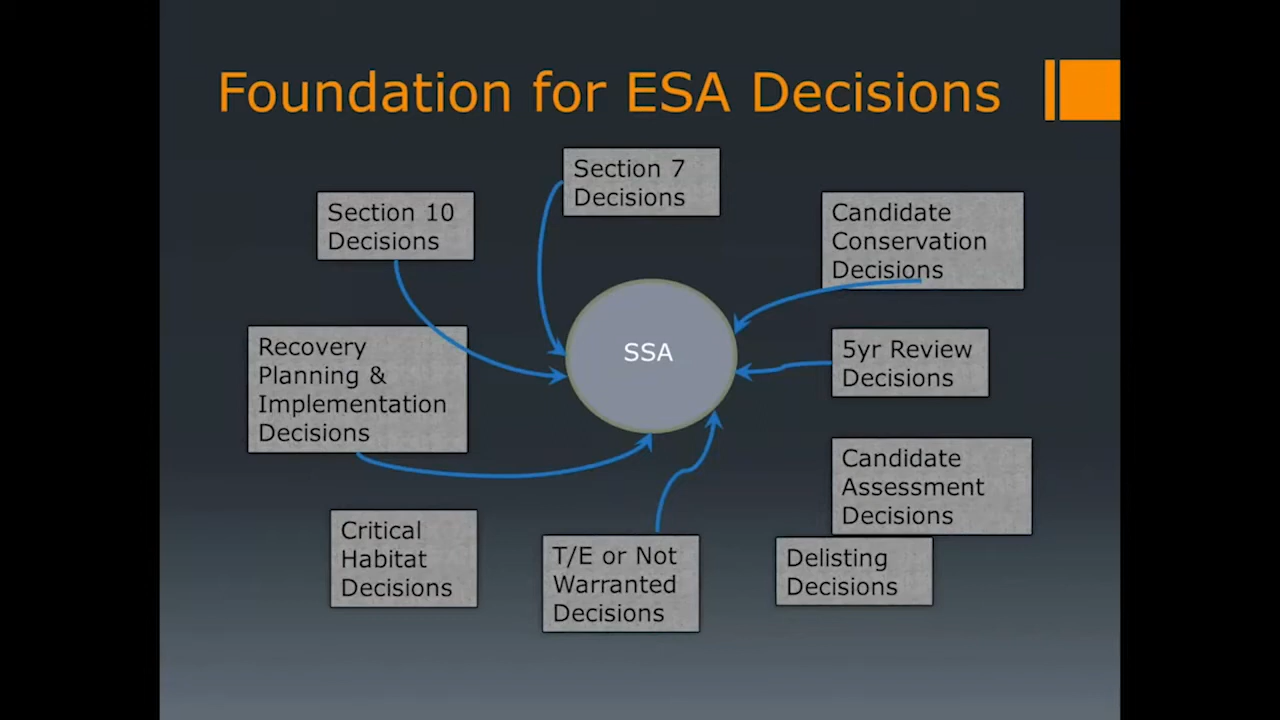 Foundation for ESA Decisions
Section 7
Decisions
Section 10
Decisions
Candidate
Conservation
Decisions
SSA
Recovery
Planning &
Implementation
Decisions
5yr Review
Decisions
Candidate
Assessment
Decisions
Critical
Habitat
Decisions
T/E or Not
Warranted
Decisions
Delisting
Decisions